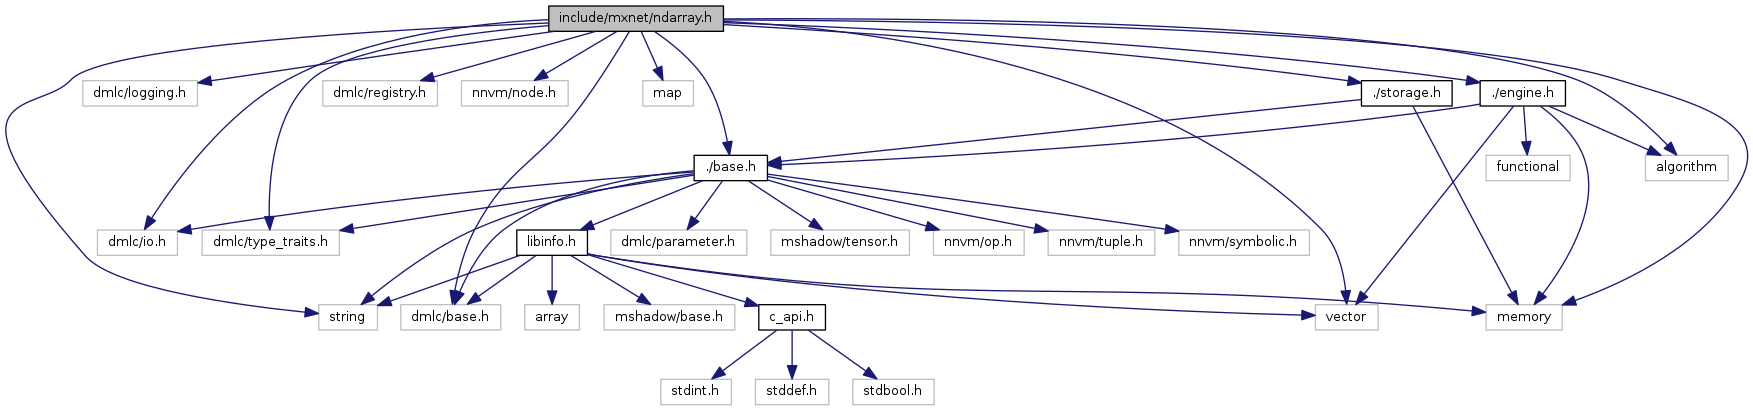 include/mxnet/ndarray.h
dmlc/logging.h
dmlc/registry.h
nnvm/node.h
map
./storage.h
./engine.h
./base.h
functional
algorithm
dmlc/io.h
dmlc/type_traits.h
libinfo.h
dmlc/parameter.h
mshadow/tensor.h
nnvm/op.h
nnvm/tuple.h
nnvm/symbolic.h
string
dmlc/base.h
array
mshadow/base.h
c_api.h
vector
memory
stdint.h
stddef.h
stdbool.h